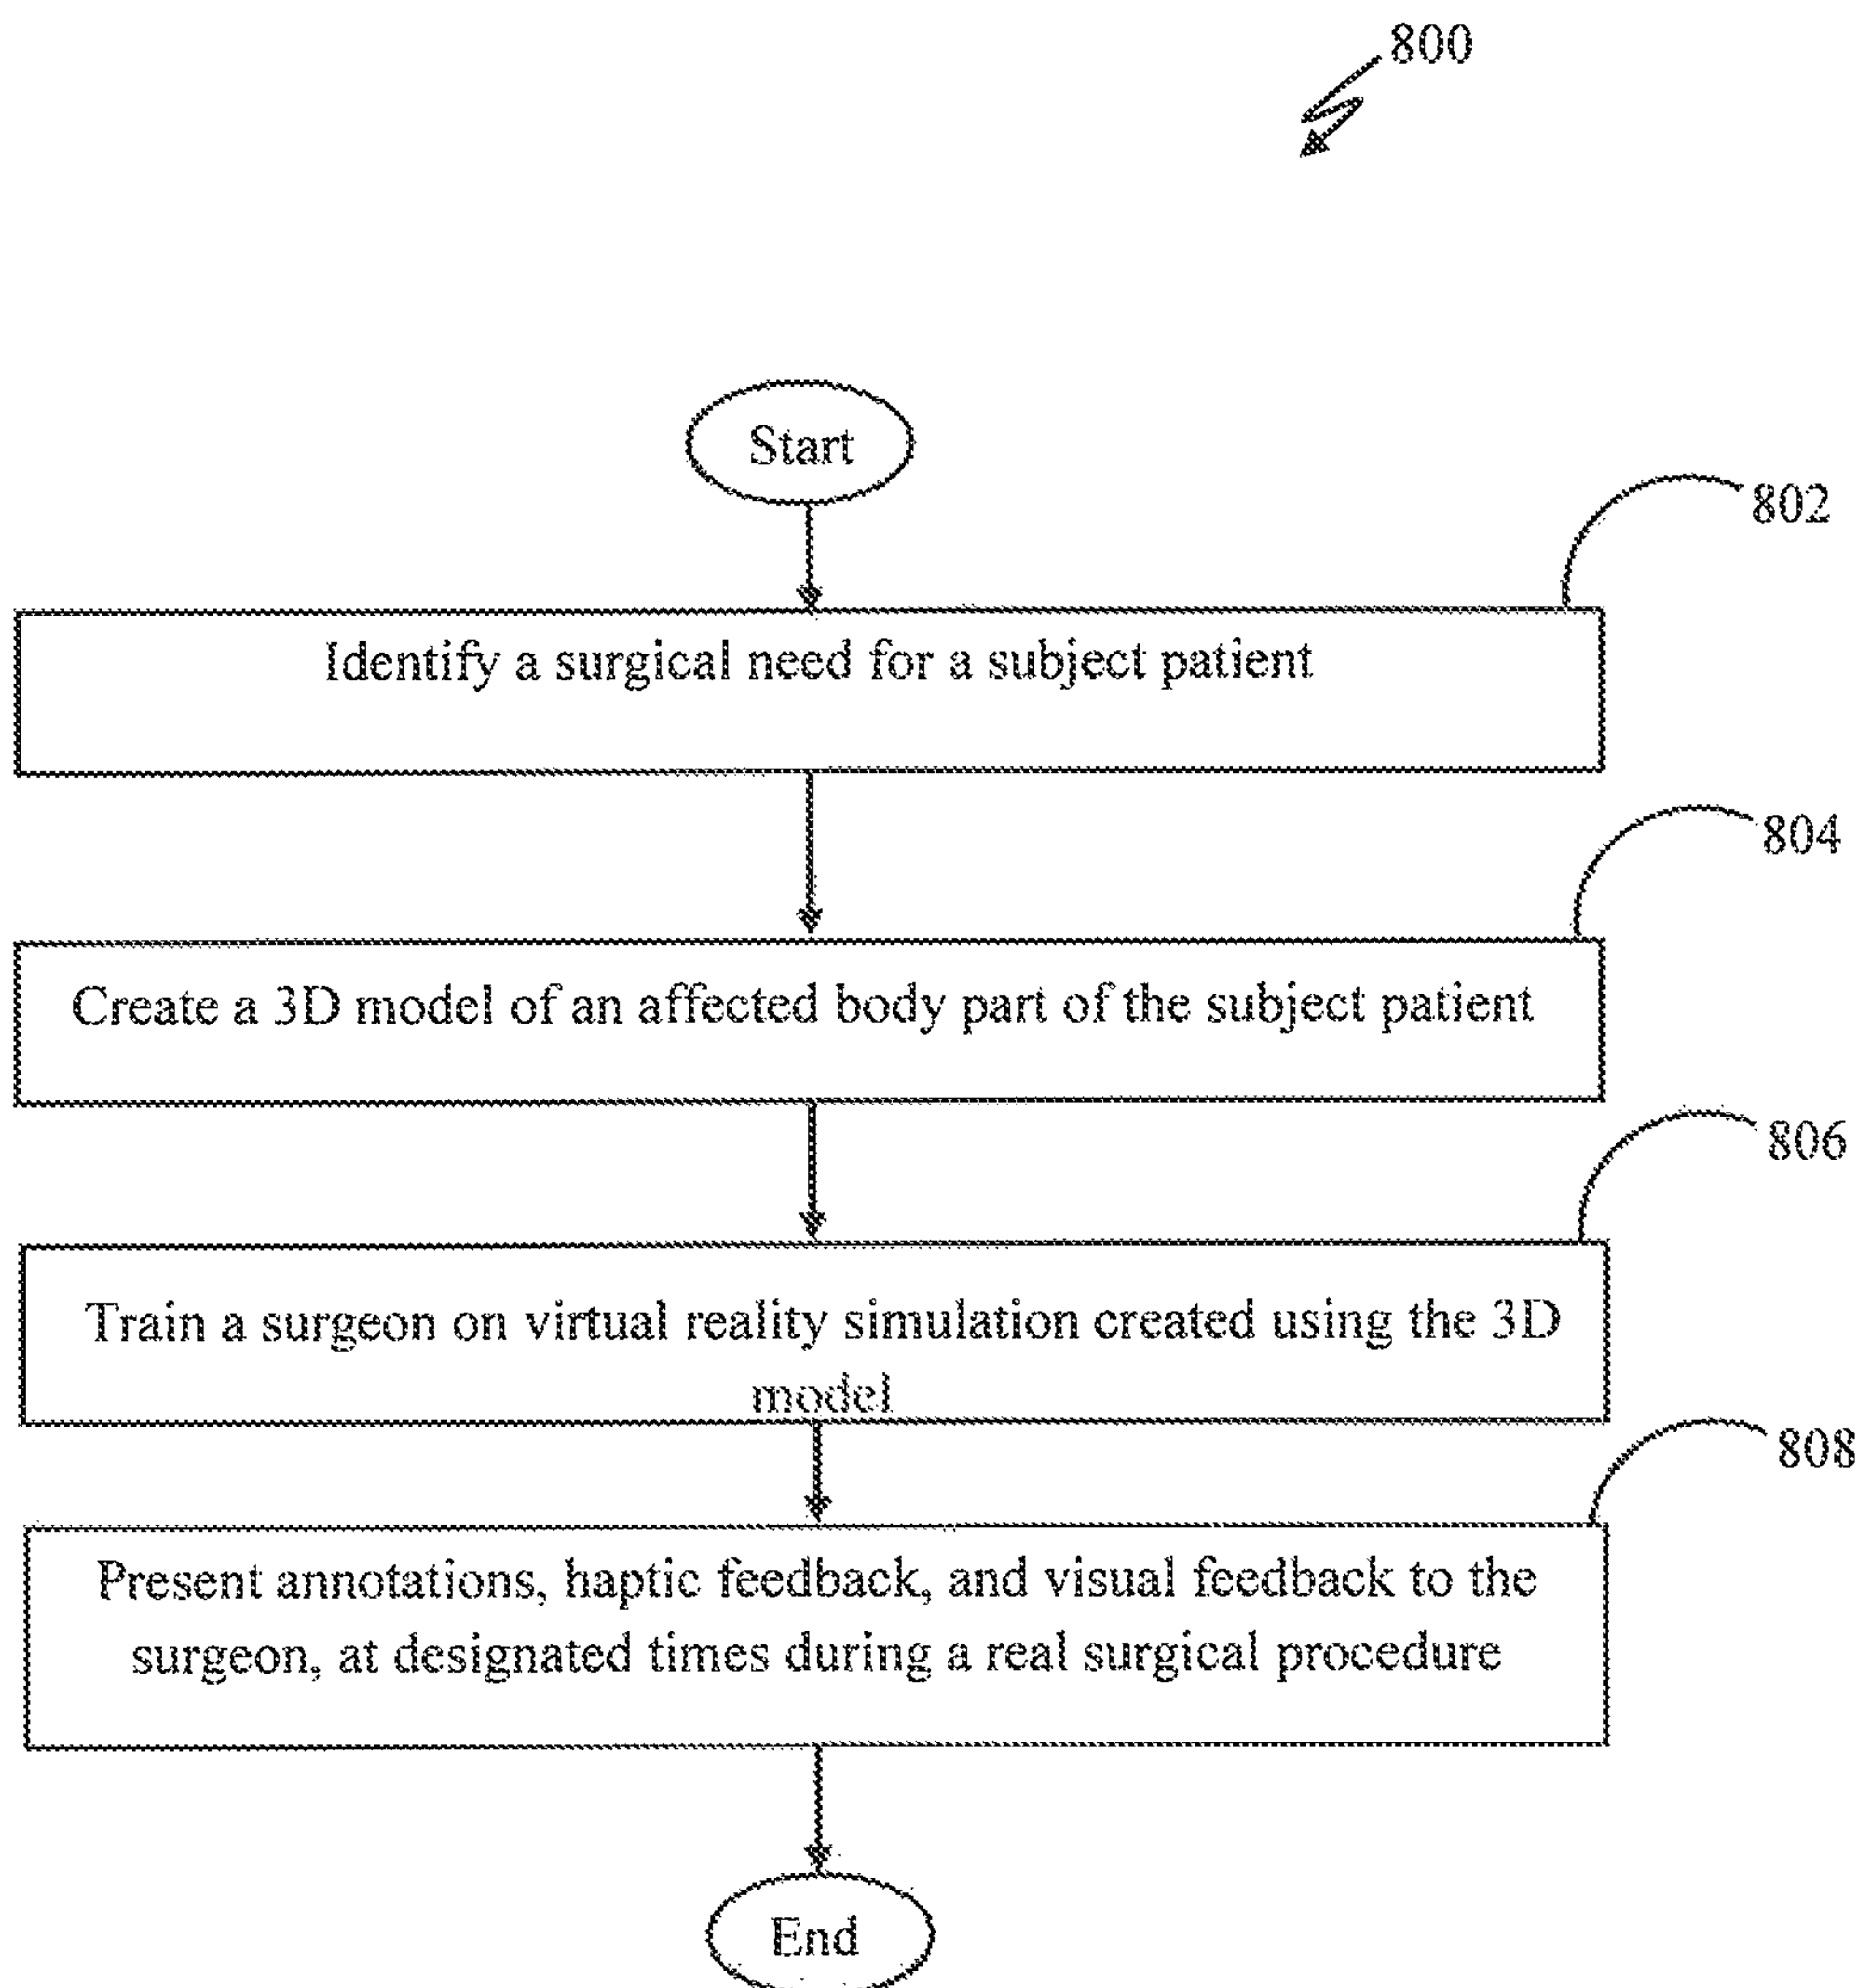 800
Start
802
Identify a surgical need for a subject patient
804
Create a 3D model of an affected body part of the subject patient
806
Train a surgeon on virtual reality simulation created using the 3D
model
808
Present annotations, haptic feedback, and visual feedback to the
surgeon, at designated times during a real surgical procedure
End